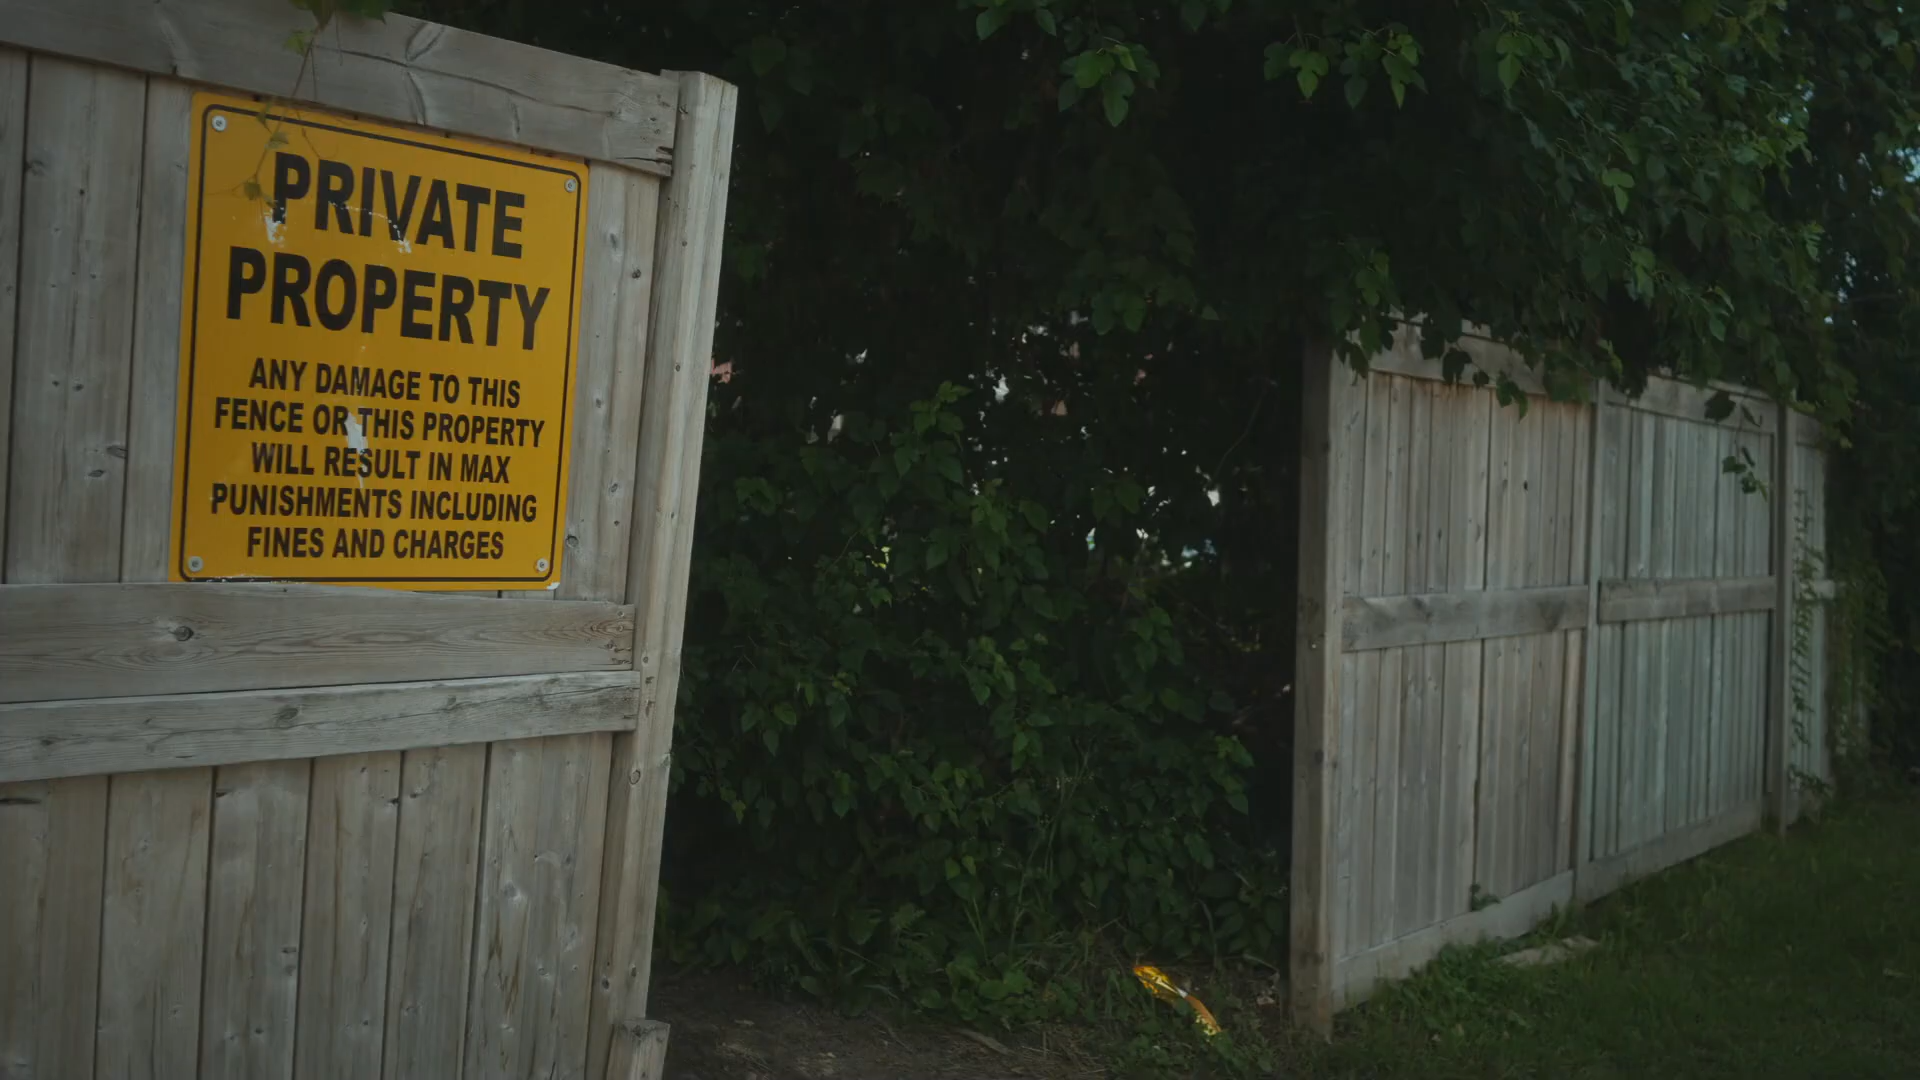 PRIVATE
PROPERTY
ANY DAMAGE TO THIS
FENCE OR THIS PROPERTY
WILL RESULT IN MAX
PUNISHMENTS INCLUDING
FINES AND CHARGES